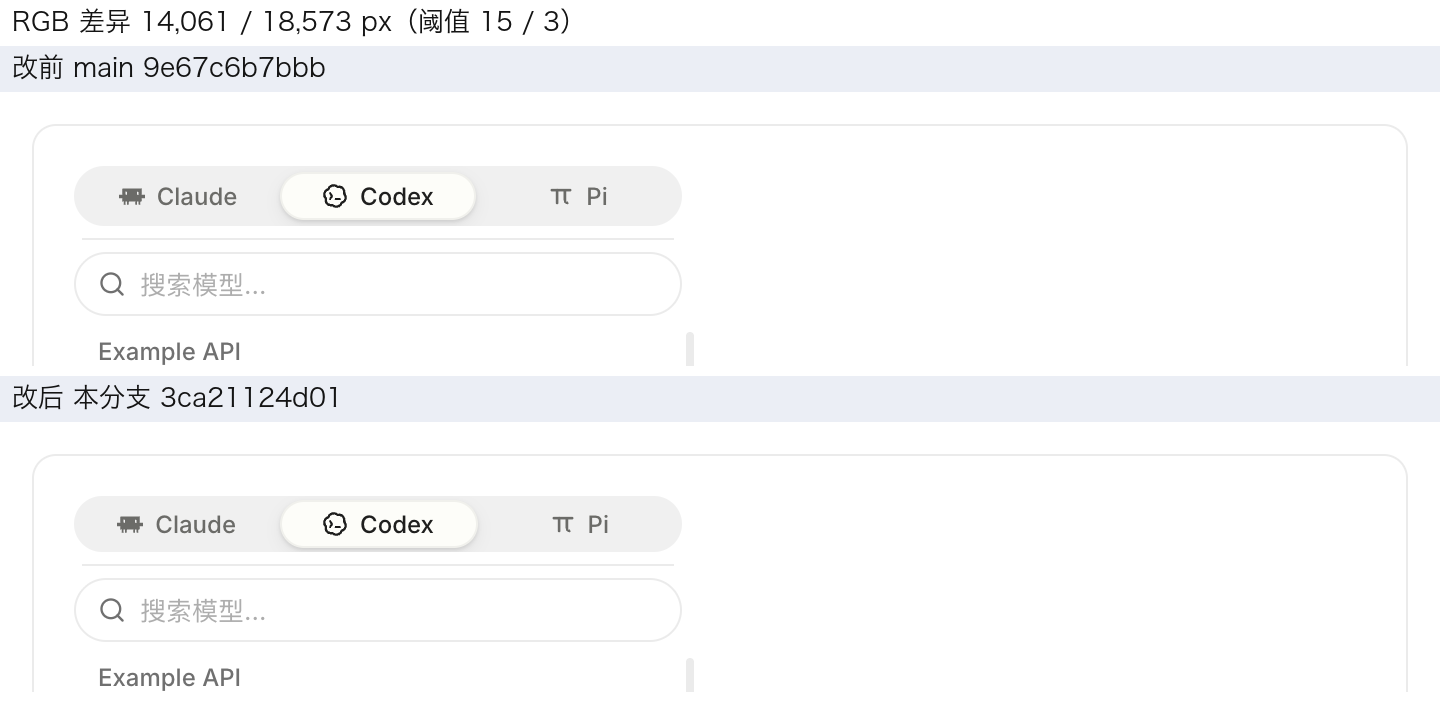 RGB 差异 14,061 / 18,573 px（阈值 15 / 3）
改前 main 9e67c6b7bbb
Claude Codex Pi
搜索模型...
Example API
改后 本分支 3ca21124d01
Claude Codex Pi
搜索模型...
Example API